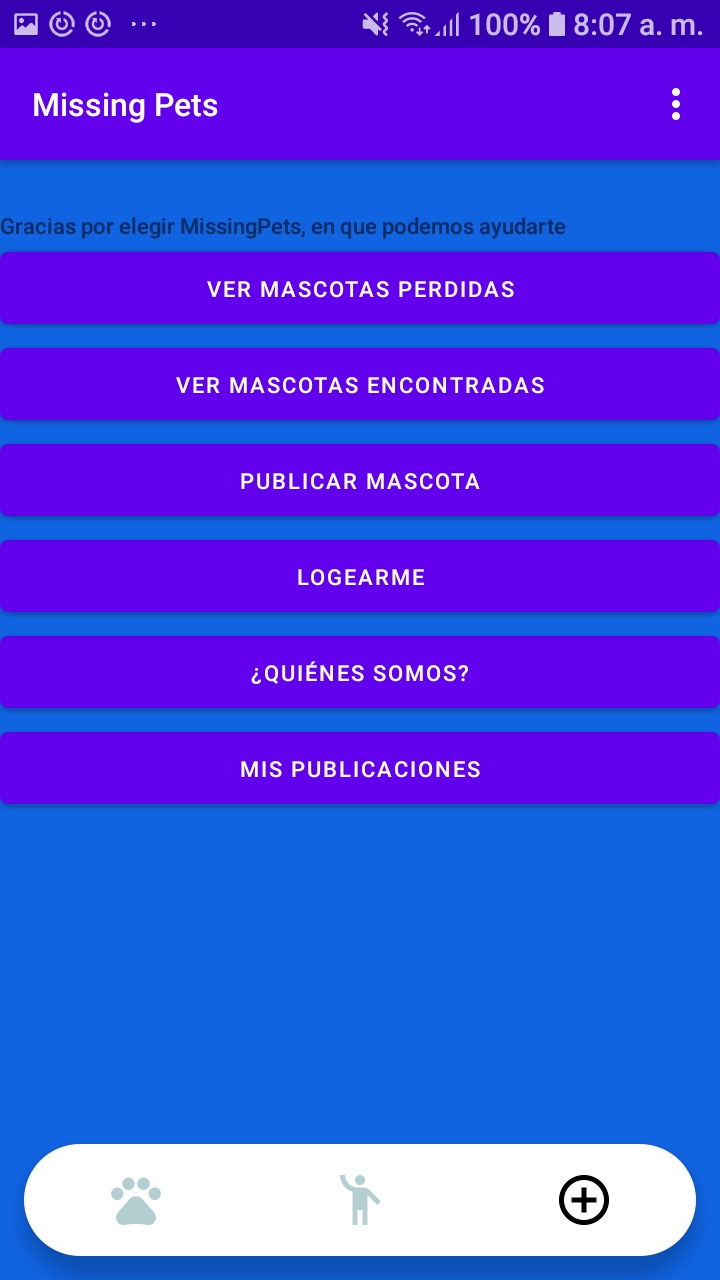 100% 8:07 a. m.
Missing Pets
Gracias por elegir MissingPets, en que podemos ayudarte
VER MASCOTAS PERDIDAS
VER MASCOTAS ENCONTRADAS
PUBLICAR MASCOTA
LOGEARME
¿QUIÉNES SOMOS?
MIS PUBLICACIONES